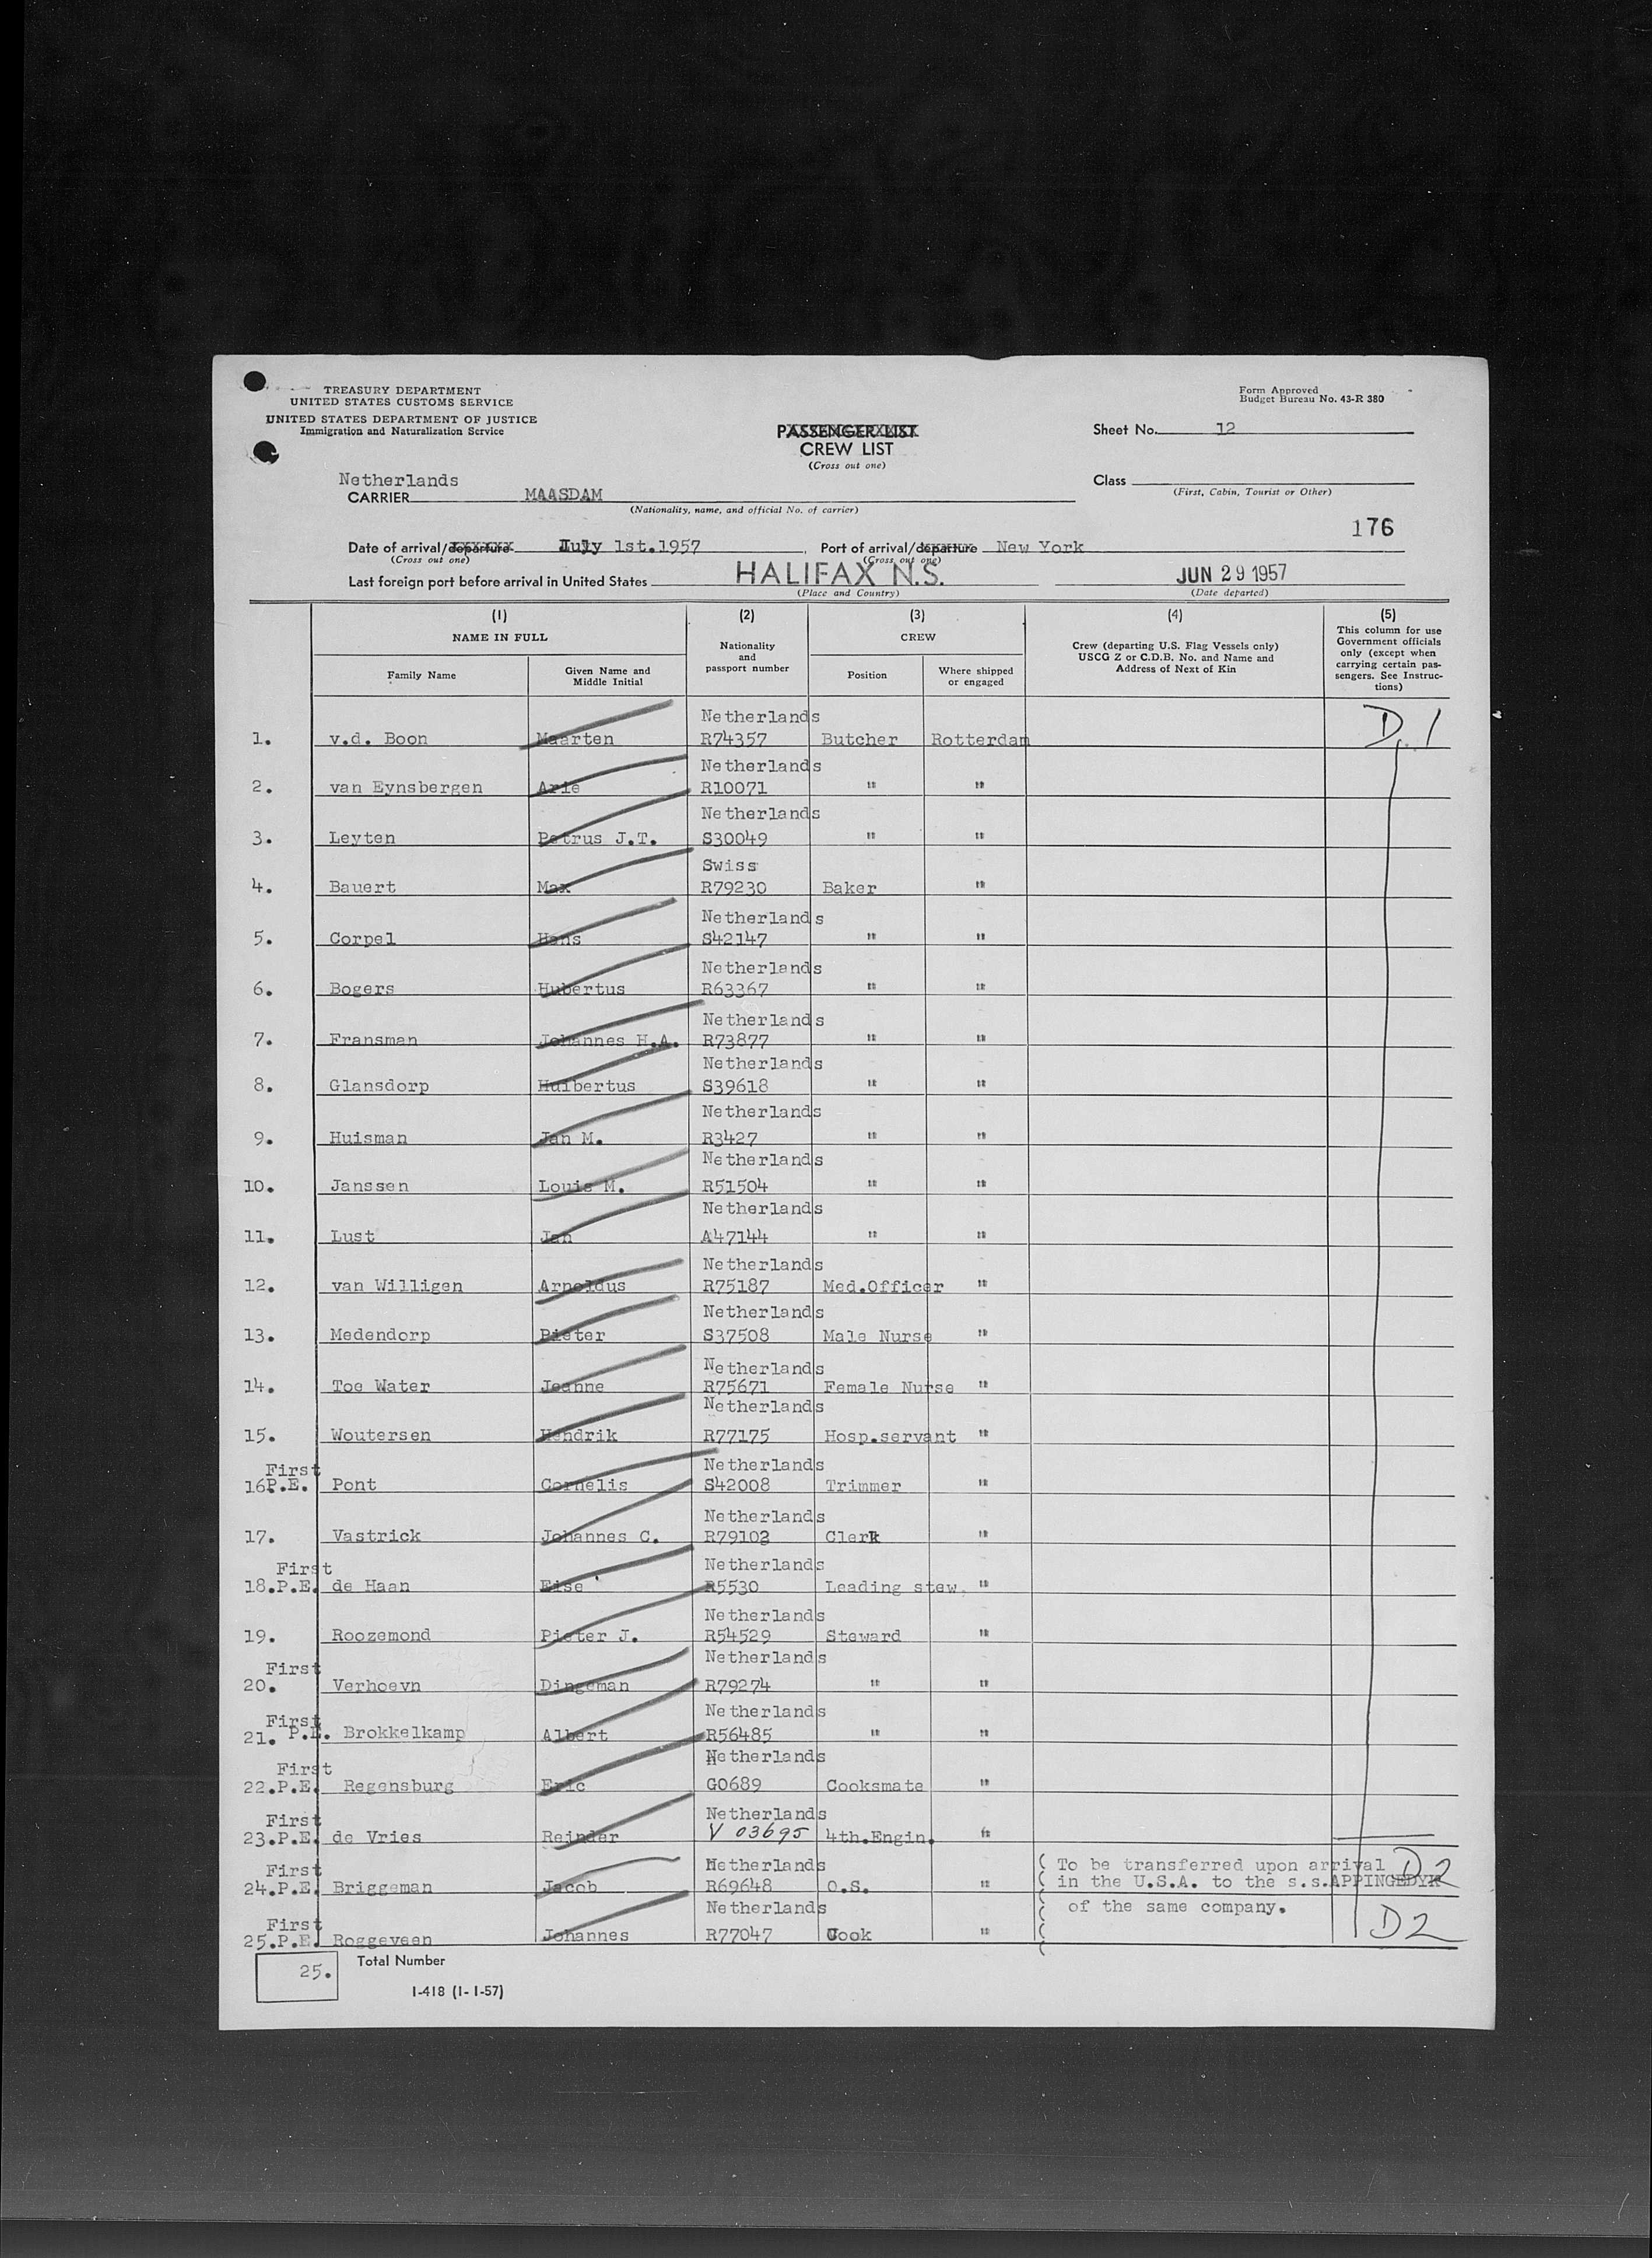 TREASURY DEPARTMENT
UNITED STATES CUSTOMS SERVICE
UNITED STATES DEPARTMENT OF JUSTICE
Immigration and Naturalization Service
Form Approved
Budget Bureau No. 43-R 380
PASSENGER LIST
CREW LIST
(Cross out one)
Sheet No. 12
Netherlands
CARRIER MAASDAM
(Nationality, name, and official No. of carrier)
Class
(First, Cabin, Tourist or Other)
176
Date of arrival/departure July 1st.1957, Port of arrival/departure New York
(Cross out one) (Cross out one)
Last foreign port before arrival in United States HALIFAX N.S. JUN 29 1957
(Place and Country) (Date departed)
(1) (2) (3) (4) (5)
NAME IN FULL Nationality and passport number CREW Crew (departing U.S. Flag Vessels only) USCG Z or C.D.B. No. and Name and Address of Next of Kin This column for use Government officials only (except when carrying certain passengers. See Instructions)
Family Name Given Name and Middle Initial Position Where shipped or engaged
Netherlands
1. v.d. Boon Maarten R74357 Butcher Rotterdam D.1
Netherlands
2. van Eynsbergen Arie R10071 " "
Netherlands
3. Leyten Petrus J.T. S30049 " "
Swiss
4. Bauert Max R79230 Baker "
Netherlands
5. Corpel Hans S42147 " "
Netherlands
6. Bogers Hubertus R63367 " "
Netherlands
7. Fransman Johannes H.A. R73877 " "
Netherlands
8. Glansdorp Huibertus S39618 " "
Netherlands
9. Huisman Jan M. R3427 " "
Netherlands
10. Janssen Louis M. R51504 " "
Netherlands
11. Lust Jan A47144 " "
Netherlands
12. van Willigen Arnoldus R75187 Med.Officer "
Netherlands
13. Medendorp Pieter S37508 Male Nurse "
Netherlands
14. Toe Water Jeanne R75671 Female Nurse "
Netherlands
15. Woutersen Hendrik R77175 Hosp.servant "
First Netherlands
16P.E. Pont Cornelis S42008 Trimmer "
Netherlands
17. Vastrick Johannes C. R79102 Clerk "
First Netherlands
18.P.E. de Haan Eise R5530 Leading stew. "
Netherlands
19. Roozemond Pieter J. R54529 Steward "
First Netherlands
20. Verhoevn Dingeman R79274 " "
First Netherlands
21. P.E. Brokkelkamp Albert R56485 " "
First Netherlands
22.P.E. Regensburg Eric G0689 Cooksmate "
First Netherlands
23.P.E. de Vries Reinder V 03695 4th.Engin. "
First Netherlands To be transferred upon arrival D2
24.P.E. Briggeman Jacob R69648 O.S. " in the U.S.A. to the s.s.APPINGEDYK
Netherlands of the same company.
First
25.P.E. Roggeveen Johannes R77047 Cook " D2
25. Total Number
I-418 (1-1-57)